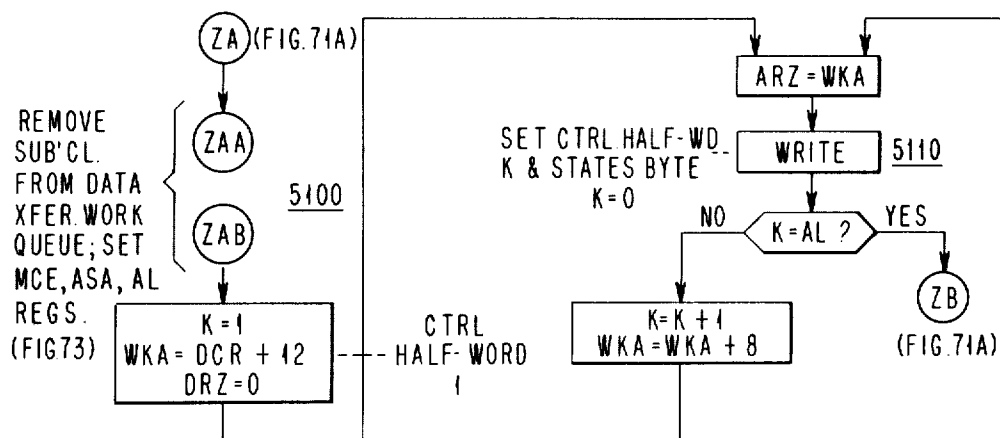 ZA (FIG.71A)
REMOVE
SUB'CL.
FROM DATA
XFER. WORK
QUEUE; SET
MCE, ASA, AL
REGS.
(FIG.73)
ZAA
ZAB
5100
K=1
WKA= DCR + 12
DRZ=0
CTRL
HALF-WORD
1
ARZ=WKA
SET CTRL. HALF-WD
K & STATES BYTE
K=0
WRITE
5110
NO
K=AL ?
YES
K=K+1
WKA=WKA + 8
ZB
(FIG.71A)